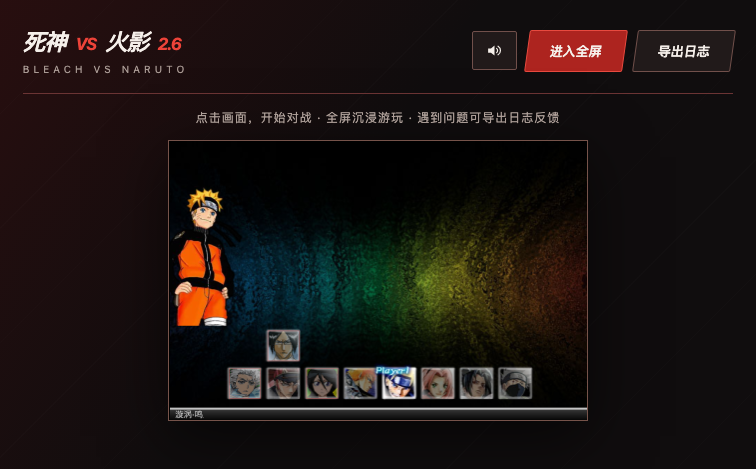 死神 VS 火影 2.6
BLEACH VS NARUTO
进入全屏
导出日志
点击画面，开始对战 · 全屏沉浸游玩 · 遇到问题可导出日志反馈
Player1
漩涡·鸣